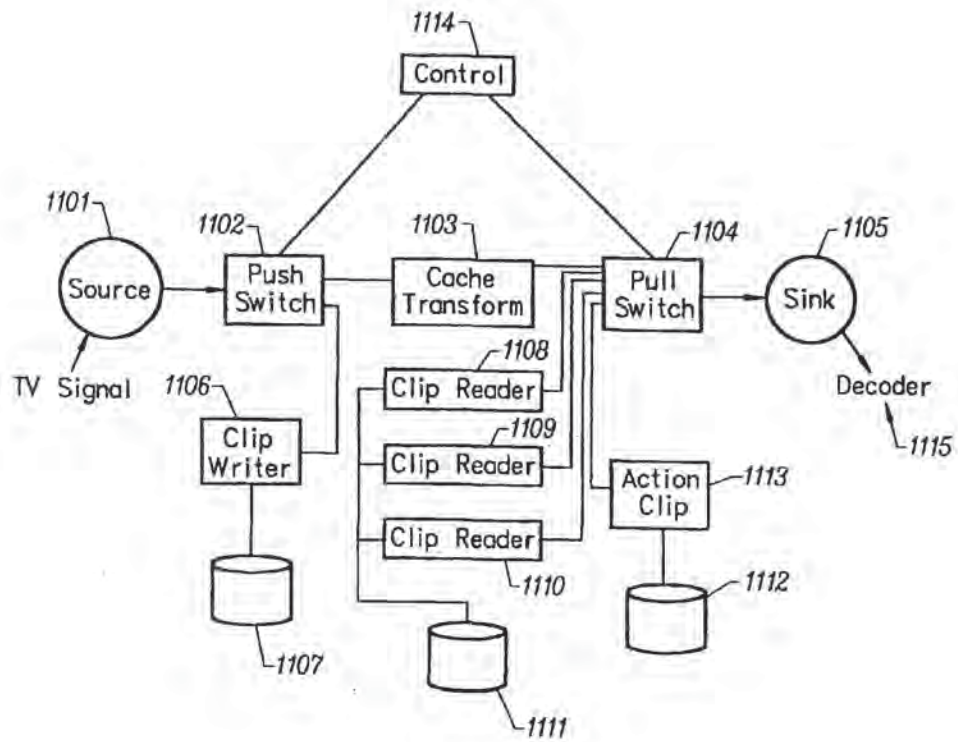 1114
Control
1101
1102
1103
1104
1105
Source
Push
Switch
Cache
Transform
Pull
Switch
Sink
TV Signal
1106
Clip
Writer
1108
Clip Reader
1109
Clip Reader
Clip Reader
1110
Decoder
1115
Action
Clip
1113
1107
1111
1112